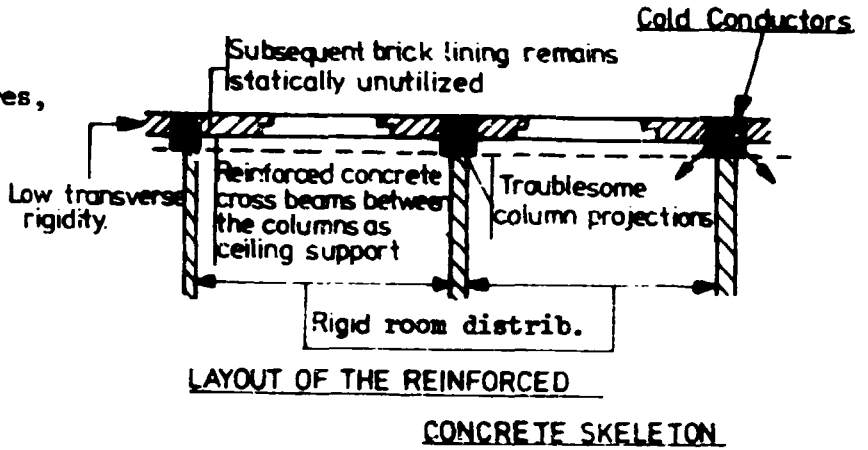 Cold Conductors
Subsequent brick lining remains
statically unutilized
es,
Low transverse
rigidity.
Reinforced concrete
cross beams between
the columns as
ceiling support
Troublesome
column projections
Rigid room distrib.
LAYOUT OF THE REINFORCED
CONCRETE SKELETON